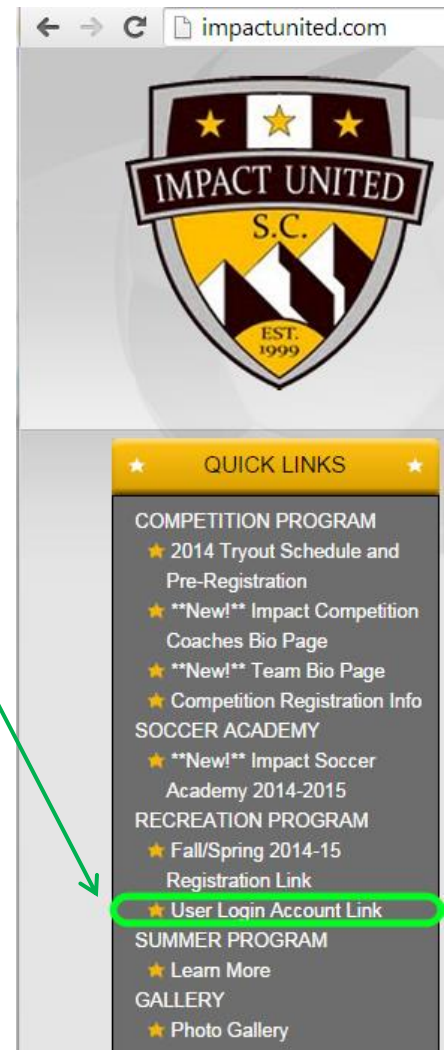 impactunited.com
IMPACT UNITED
S.C.
EST.
1999
QUICK LINKS
COMPETITION PROGRAM
2014 Tryout Schedule and
Pre-Registration
**New!** Impact Competition
Coaches Bio Page
**New!** Team Bio Page
Competition Registration Info
SOCCER ACADEMY
**New!** Impact Soccer
Academy 2014-2015
RECREATION PROGRAM
Fall/Spring 2014-15
Registration Link
User Login Account Link
SUMMER PROGRAM
Learn More
GALLERY
Photo Gallery